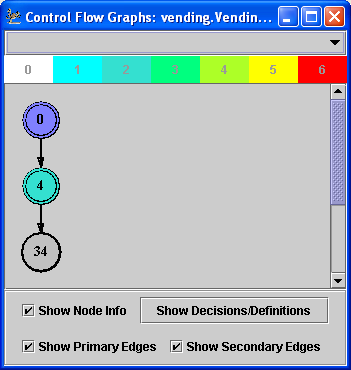 Control Flow Graphs: vending.Vendin...
0 1 2 3 4 5 6
0
4
34
Show Node Info
Show Decisions/Definitions
Show Primary Edges
Show Secondary Edges